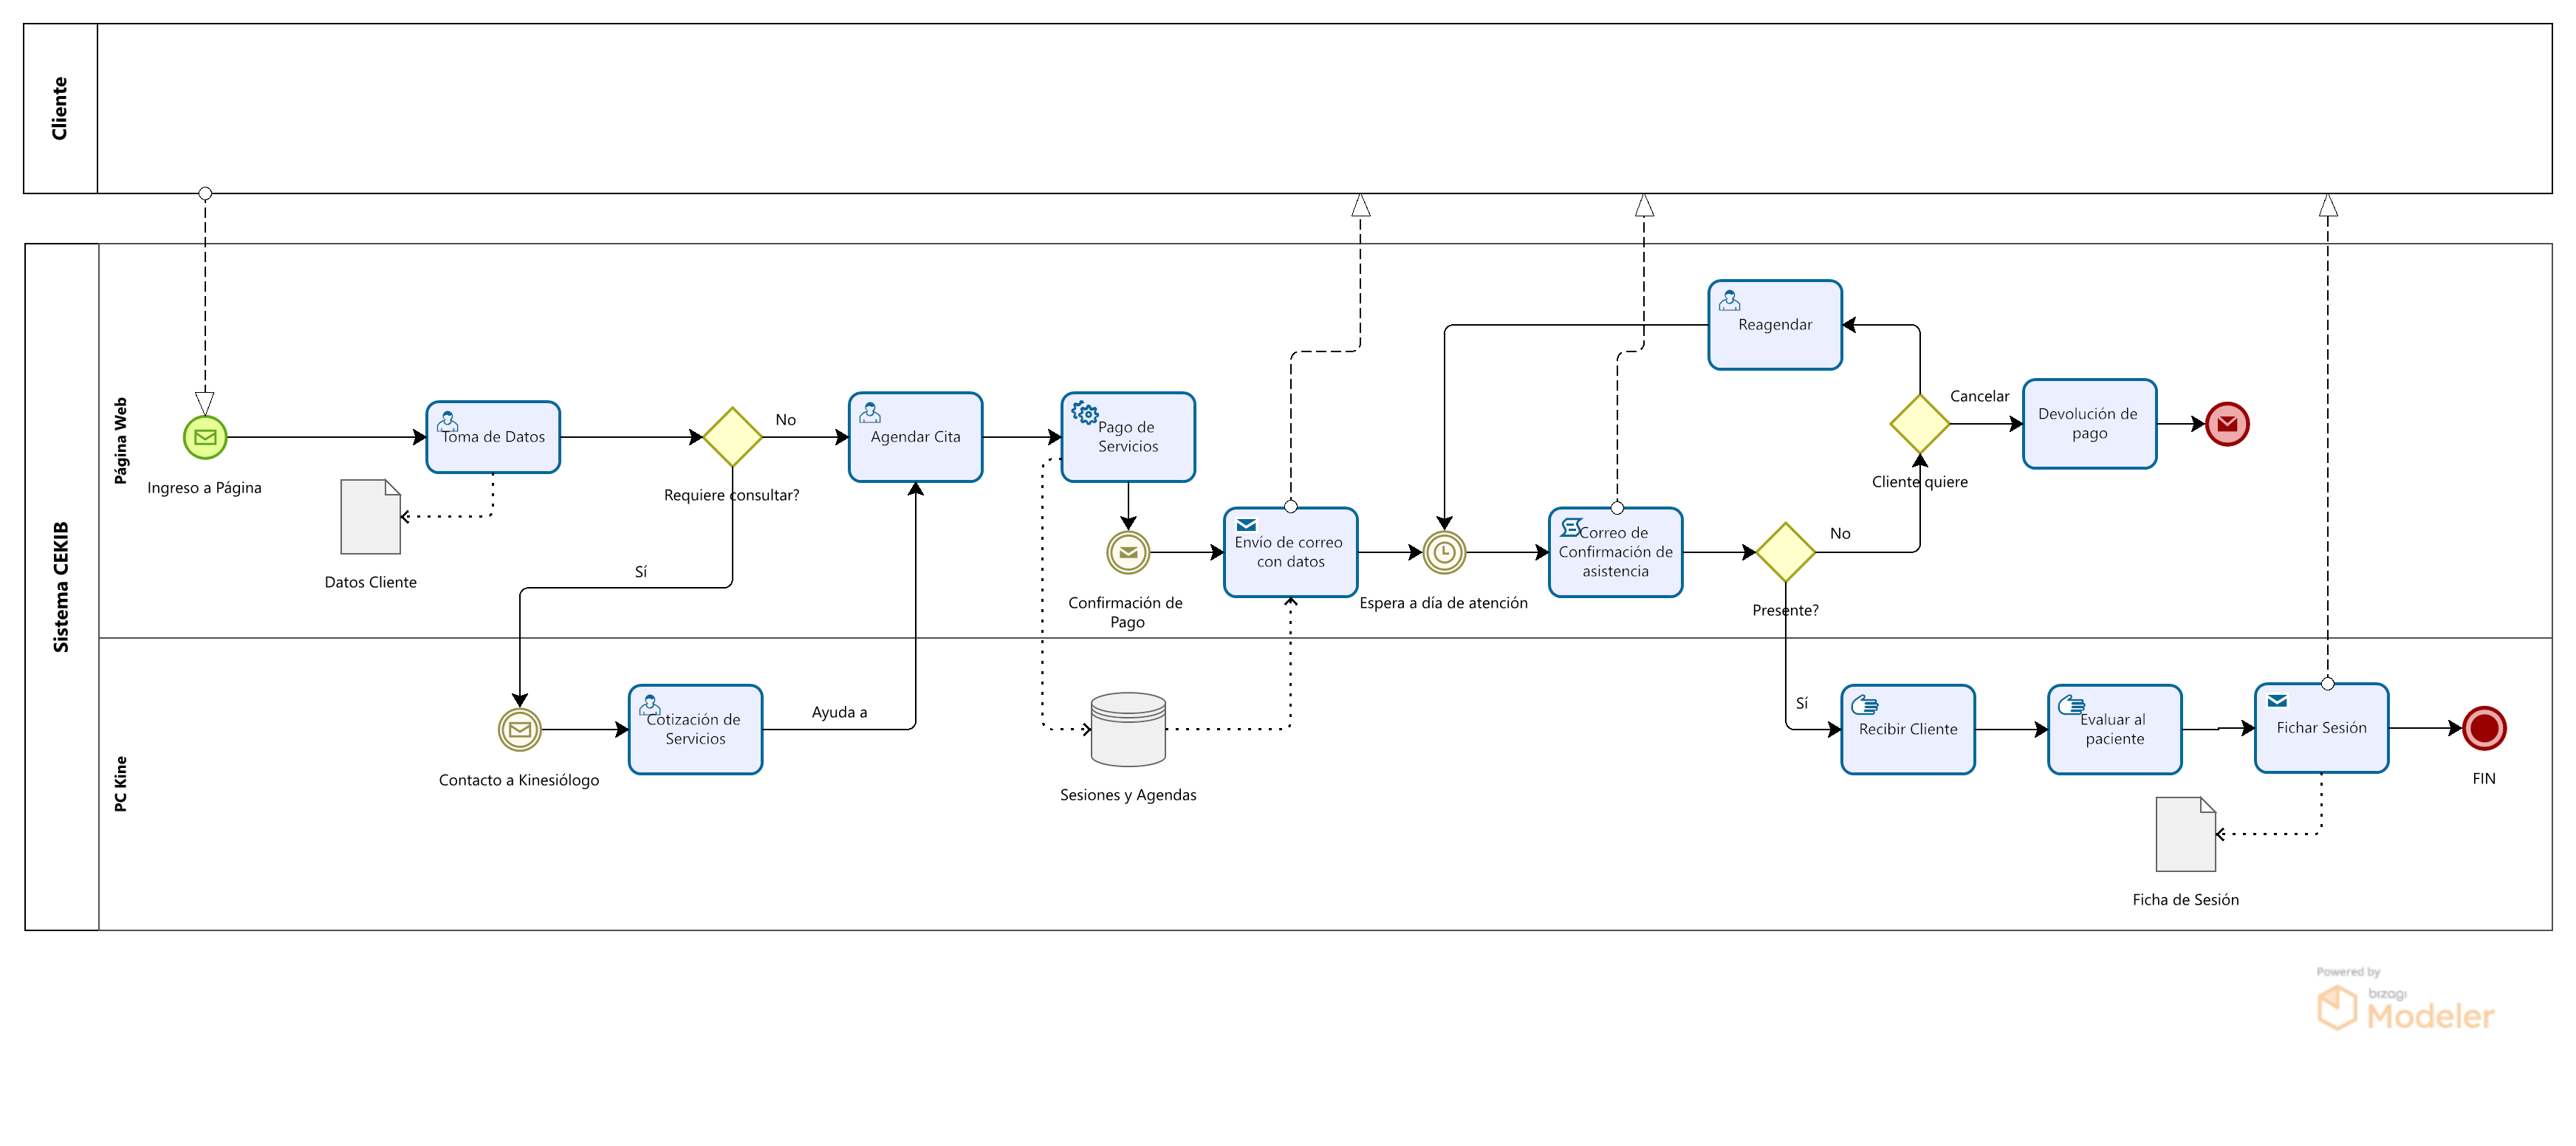 Cliente
Sistema CEKIB
Página Web
Ingreso a Página
Toma de Datos
Datos Cliente
No
Requiere consultar?
Sí
Agendar Cita
Pago de
Servicios
Confirmación de
Pago
Envío de correo
con datos
Espera a día de atención
Correo de
Confirmación de
asistencia
Reagendar
Presente?
No
Cliente quiere
Cancelar
Devolución de
pago
PC Kine
Contacto a Kinesiólogo
Cotización de
Servicios
Ayuda a
Sesiones y Agendas
Sí
Recibir Cliente
Evaluar al
paciente
Fichar Sesión
FIN
Ficha de Sesión
Powered by
bizagi
Modeler